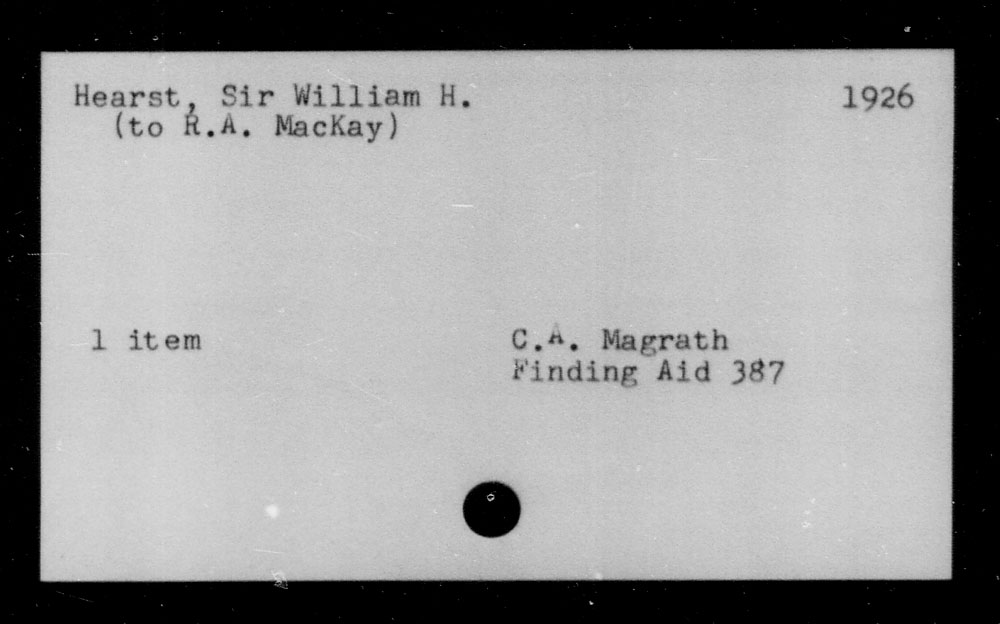 Hearst, Sir William H. 1926
(to R.A. MacKay)
1 item C.A. Magrath
Finding Aid 387